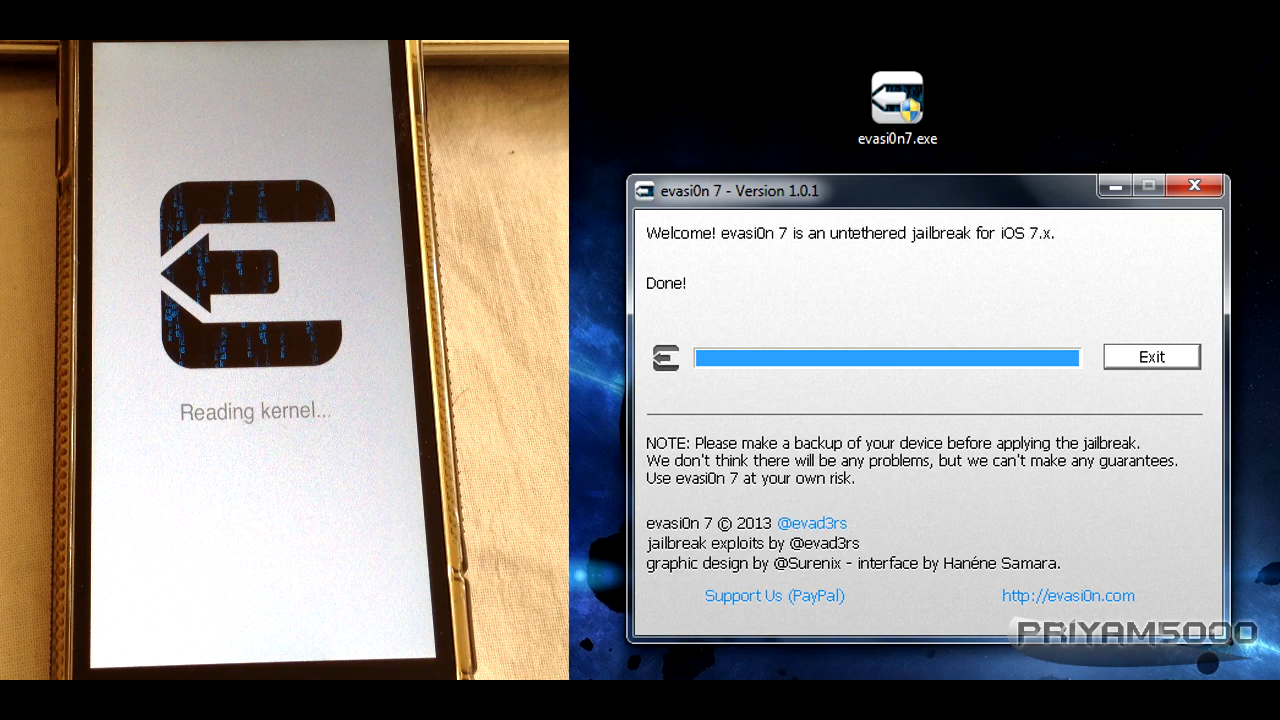 Reading kernel...
evasi0n7.exe
evasi0n 7 - Version 1.0.1
Welcome! evasi0n 7 is an untethered jailbreak for iOS 7.x.
Done!
Exit
NOTE: Please make a backup of your device before applying the jailbreak.
We don't think there will be any problems, but we can't make any guarantees.
Use evasi0n 7 at your own risk.
evasi0n 7 © 2013 @evad3rs
jailbreak exploits by @evad3rs
graphic design by @Surenix - interface by Hanéne Samara.
Support Us (PayPal) http://evasi0n.com
PRIYAM5000